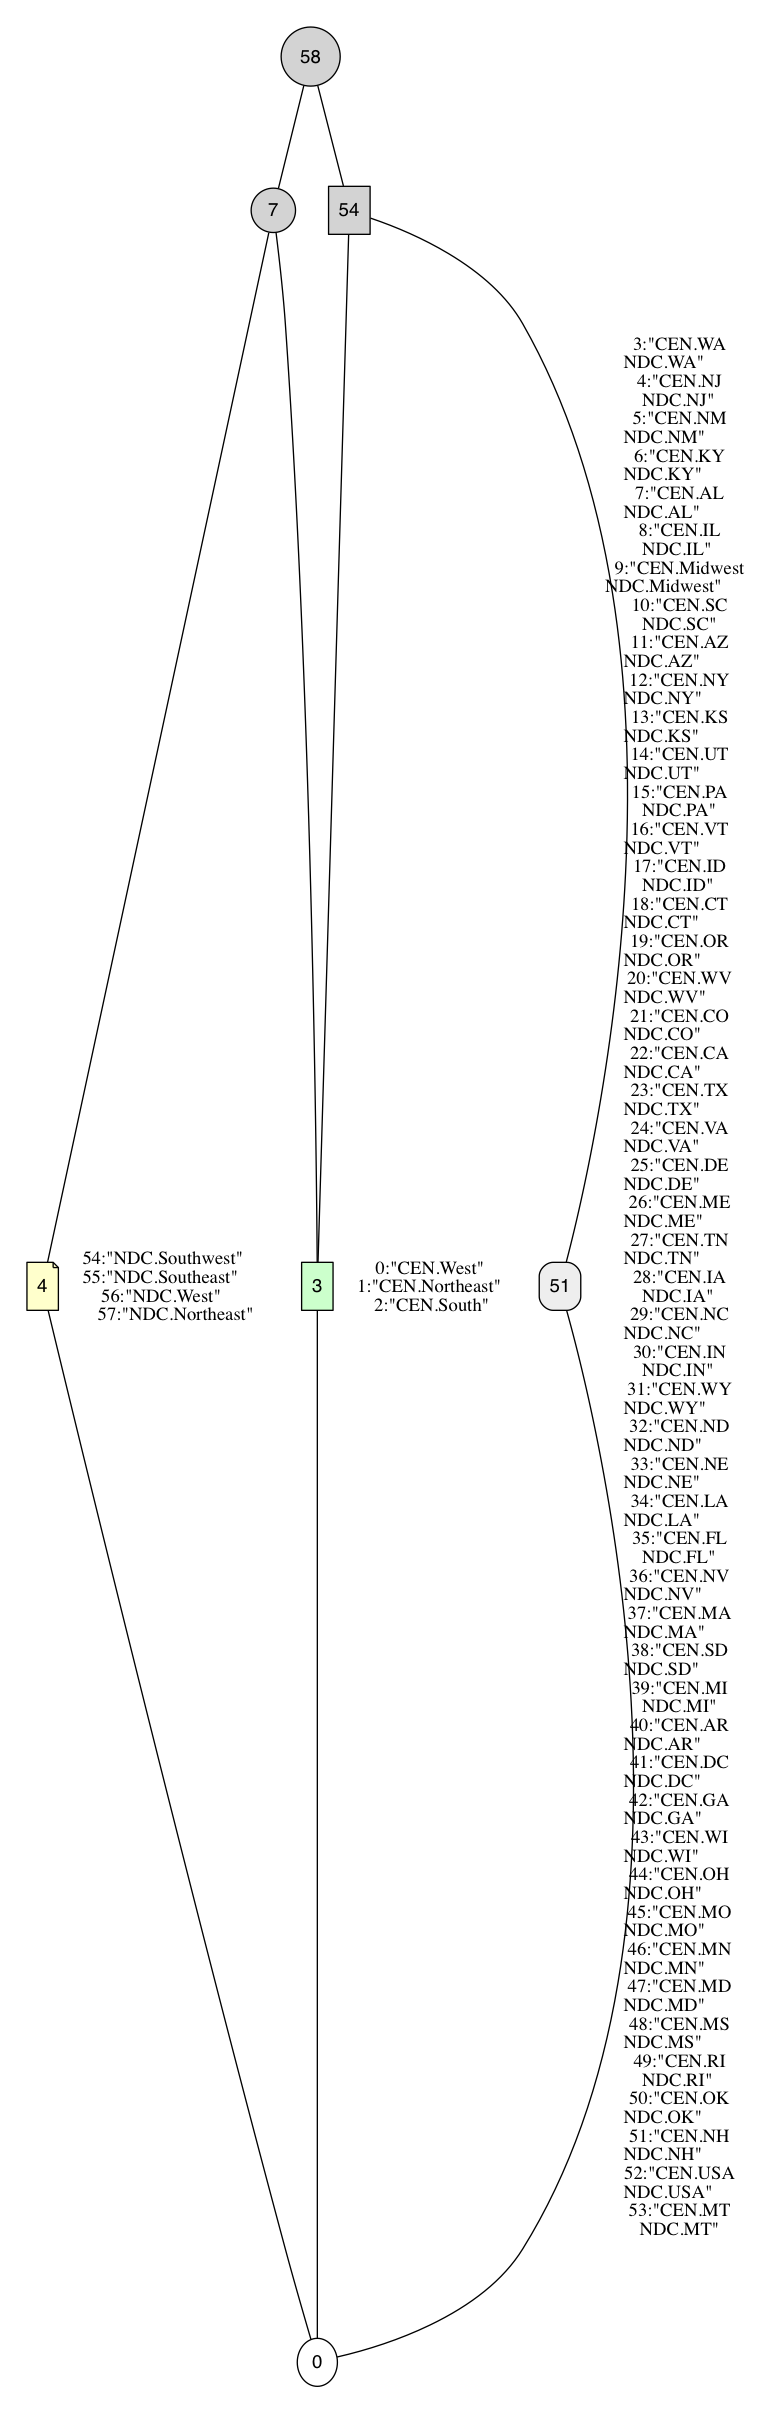 58
7
54
3:"CEN.WA
NDC.WA"
4:"CEN.NJ
NDC.NJ"
5:"CEN.NM
NDC.NM"
6:"CEN.KY
NDC.KY"
7:"CEN.AL
NDC.AL"
8:"CEN.IL
NDC.IL"
9:"CEN.Midwest
NDC.Midwest"
10:"CEN.SC
NDC.SC"
11:"CEN.AZ
NDC.AZ"
12:"CEN.NY
NDC.NY"
13:"CEN.KS
NDC.KS"
14:"CEN.UT
NDC.UT"
15:"CEN.PA
NDC.PA"
16:"CEN.VT
NDC.VT"
17:"CEN.ID
NDC.ID"
18:"CEN.CT
NDC.CT"
19:"CEN.OR
NDC.OR"
20:"CEN.WV
NDC.WV"
21:"CEN.CO
NDC.CO"
22:"CEN.CA
NDC.CA"
23:"CEN.TX
NDC.TX"
24:"CEN.VA
NDC.VA"
25:"CEN.DE
NDC.DE"
26:"CEN.ME
NDC.ME"
27:"CEN.TN
NDC.TN"
28:"CEN.IA
NDC.IA"
29:"CEN.NC
NDC.NC"
30:"CEN.IN
NDC.IN"
31:"CEN.WY
NDC.WY"
32:"CEN.ND
NDC.ND"
33:"CEN.NE
NDC.NE"
34:"CEN.LA
NDC.LA"
35:"CEN.FL
NDC.FL"
36:"CEN.NV
NDC.NV"
37:"CEN.MA
NDC.MA"
38:"CEN.SD
NDC.SD"
39:"CEN.MI
NDC.MI"
40:"CEN.AR
NDC.AR"
41:"CEN.DC
NDC.DC"
42:"CEN.GA
NDC.GA"
43:"CEN.WI
NDC.WI"
44:"CEN.OH
NDC.OH"
45:"CEN.MO
NDC.MO"
46:"CEN.MN
NDC.MN"
47:"CEN.MD
NDC.MD"
48:"CEN.MS
NDC.MS"
49:"CEN.RI
NDC.RI"
50:"CEN.OK
NDC.OK"
51:"CEN.NH
NDC.NH"
52:"CEN.USA
NDC.USA"
53:"CEN.MT
NDC.MT"
4
54:"NDC.Southwest"
55:"NDC.Southeast"
56:"NDC.West"
57:"NDC.Northeast"
3
0:"CEN.West"
1:"CEN.Northeast"
2:"CEN.South"
51
0